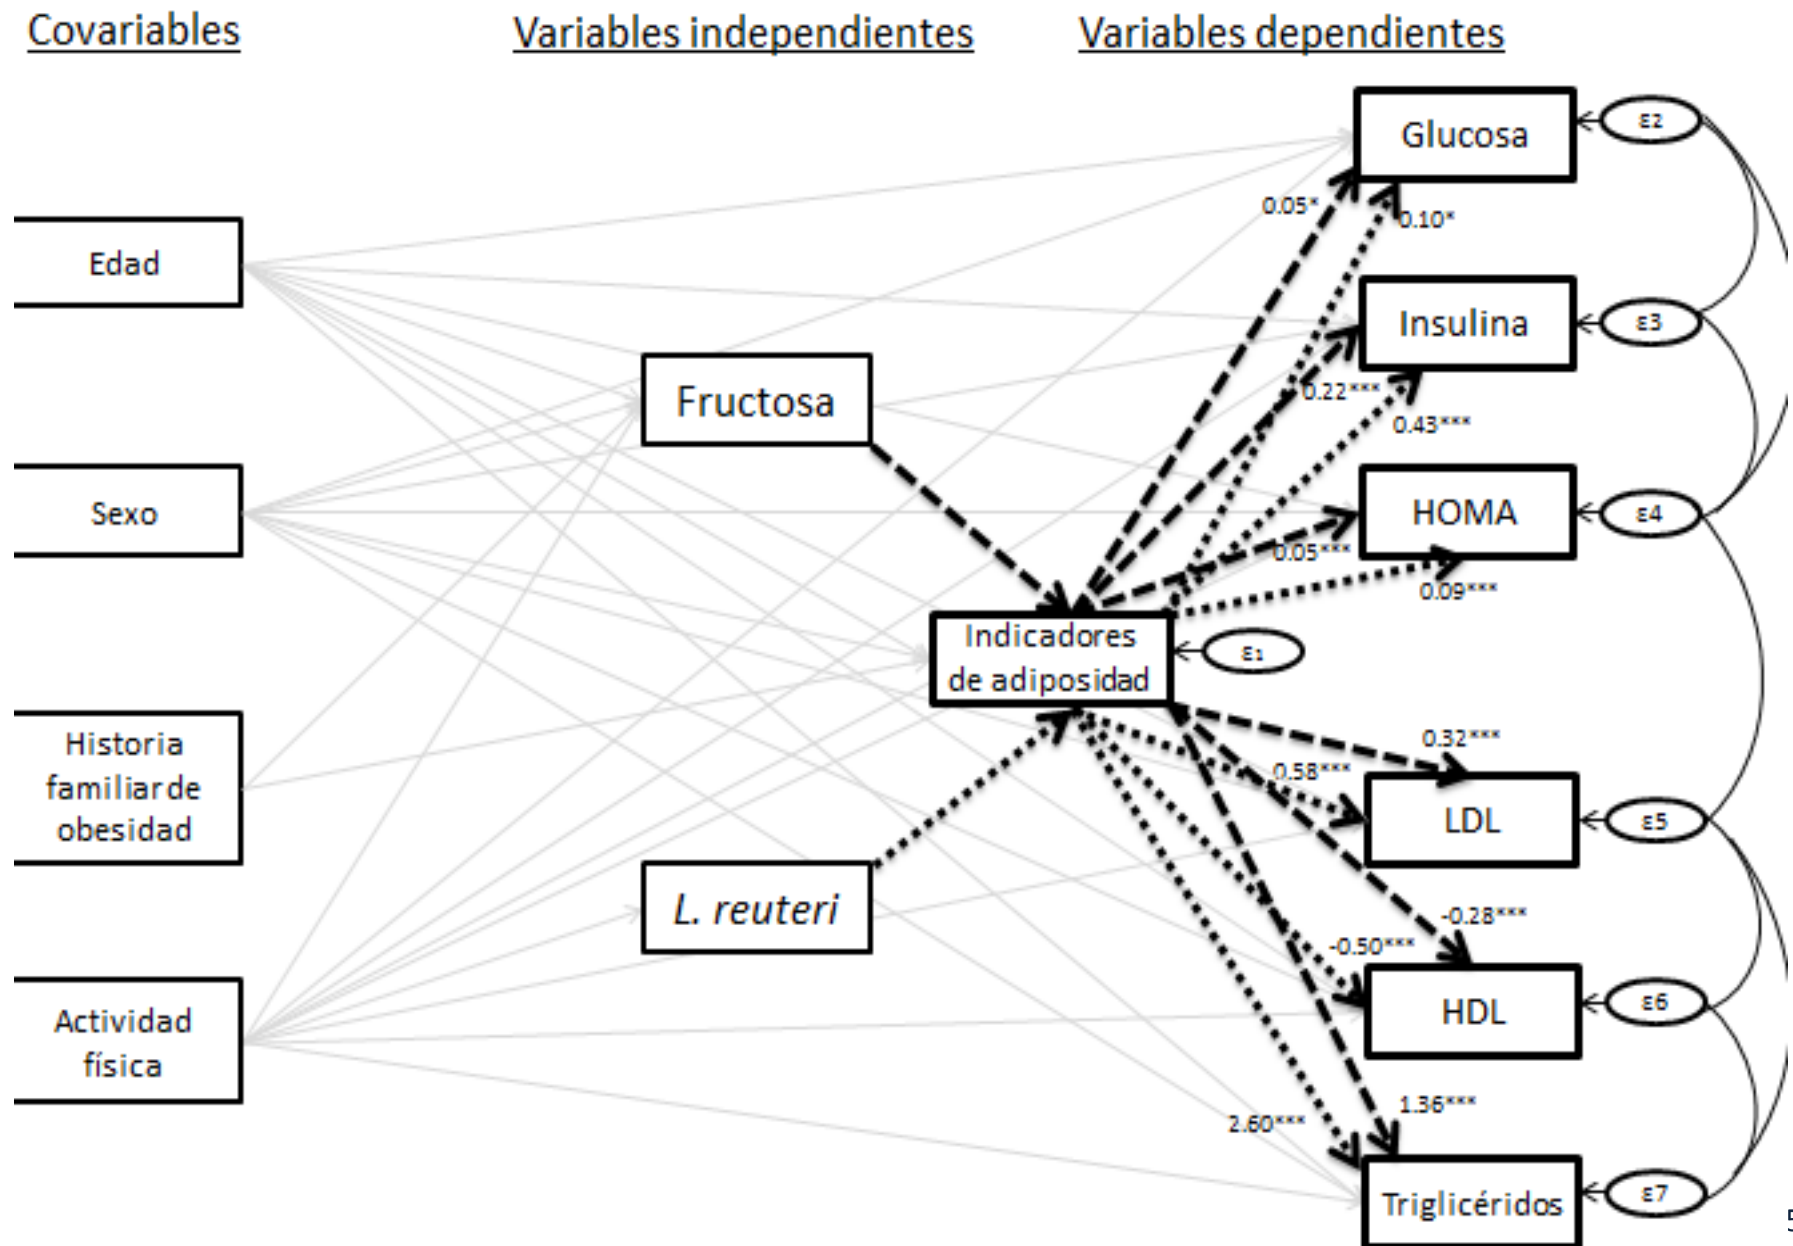 Covariables
Variables independientes
Variables dependientes
Glucosa
ε2
0.05*
0.10*
Edad
Insulina
ε3
Fructosa
0.22***
0.43***
Sexo
HOMA
ε4
0.05***
0.09***
Indicadores
de adiposidad
ε1
Historia
familiar de
obesidad
0.32***
0.58***
LDL
ε5
L. reuteri
-0.28***
-0.50***
Actividad
física
HDL
ε6
1.36***
2.60***
Triglicéridos
ε7